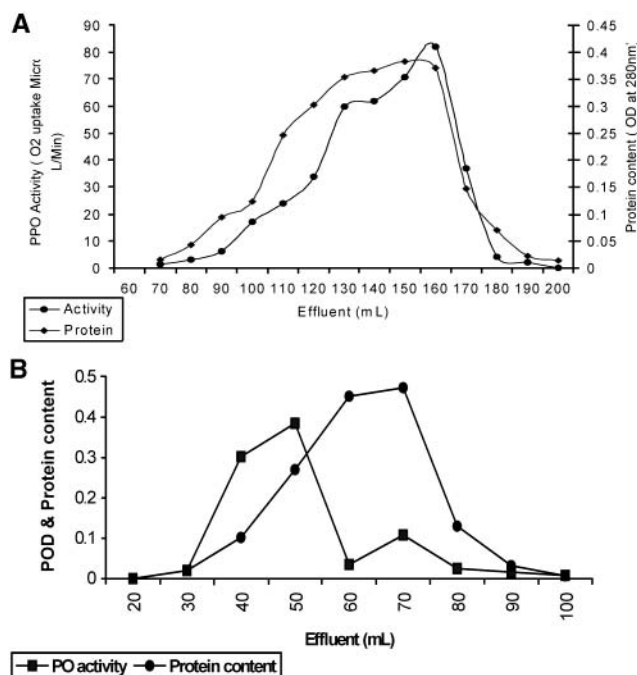 A
90
80
70
60
50
40
30
20
10
0
PPO Activity ( O2 uptake Micro
L/Min)
0.45
0.4
0.35
0.3
0.25
0.2
0.15
0.1
0.05
0
Protein content ( OD at 280nm)
60 70 80 90 100 110 120 130 140 150 160 170 180 190 200
Effluent (mL)
Activity
Protein
B
0.5
0.4
0.3
0.2
0.1
0
POD & Protein content
20 30 40 50 60 70 80 90 100
Effluent (mL)
PO activity Protein content